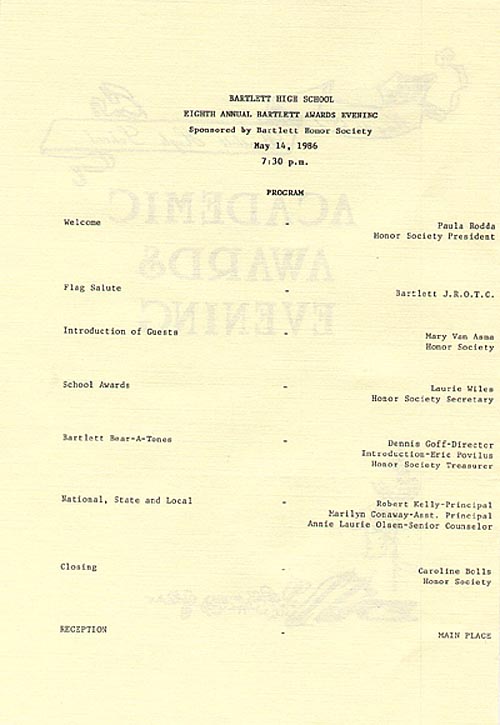 BARTLETT HIGH SCHOOL
EIGHTH ANNUAL BARTLETT AWARDS EVENING
Sponsored by Bartlett Honor Society
May 14, 1986
7:30 p.m.
PROGRAM
Welcome - Paula Rodda
Honor Society President
Flag Salute - Bartlett J.R.O.T.C.
Introduction of Guests - Mary Van Asma
Honor Society
School Awards - Laurie Wiles
Honor Society Secretary
Bartlett Bear-A-Tones - Dennis Goff-Director
Introduction-Eric Povilus
Honor Society Treasurer
National, State and Local - Robert Kelly-Principal
Marilyn Conaway-Asst. Principal
Annie Laurie Olsen-Senior Counselor
Closing - Caroline Bolls
Honor Society
RECEPTION - MAIN PLACE
ACADEMIC
AWARDS
EVENING